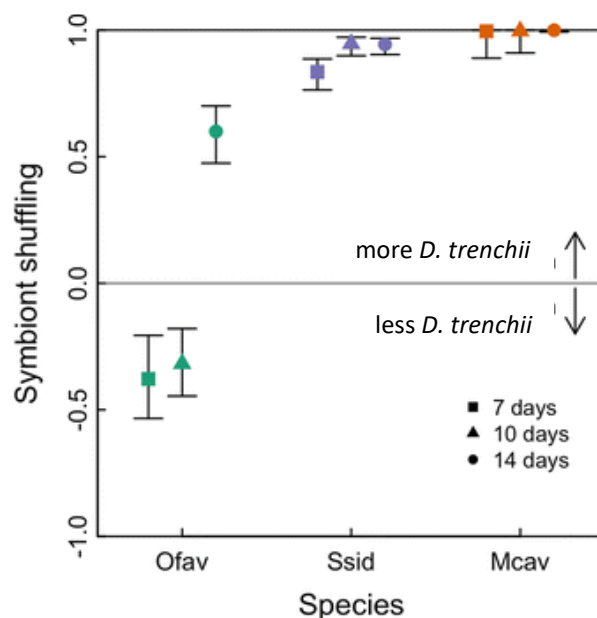 Symbiont shuffling
1.0
0.5
0.0
-0.5
-1.0
more D. trenchii
less D. trenchii
7 days
10 days
14 days
Ofav
Ssid
Mcav
Species